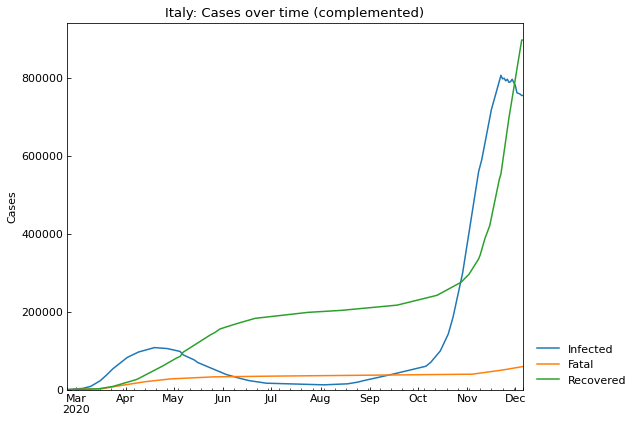 Italy: Cases over time (complemented)
Cases
800000
600000
400000
200000
0
Mar Apr May Jun Jul Aug Sep Oct Nov Dec
2020
Infected
Fatal
Recovered